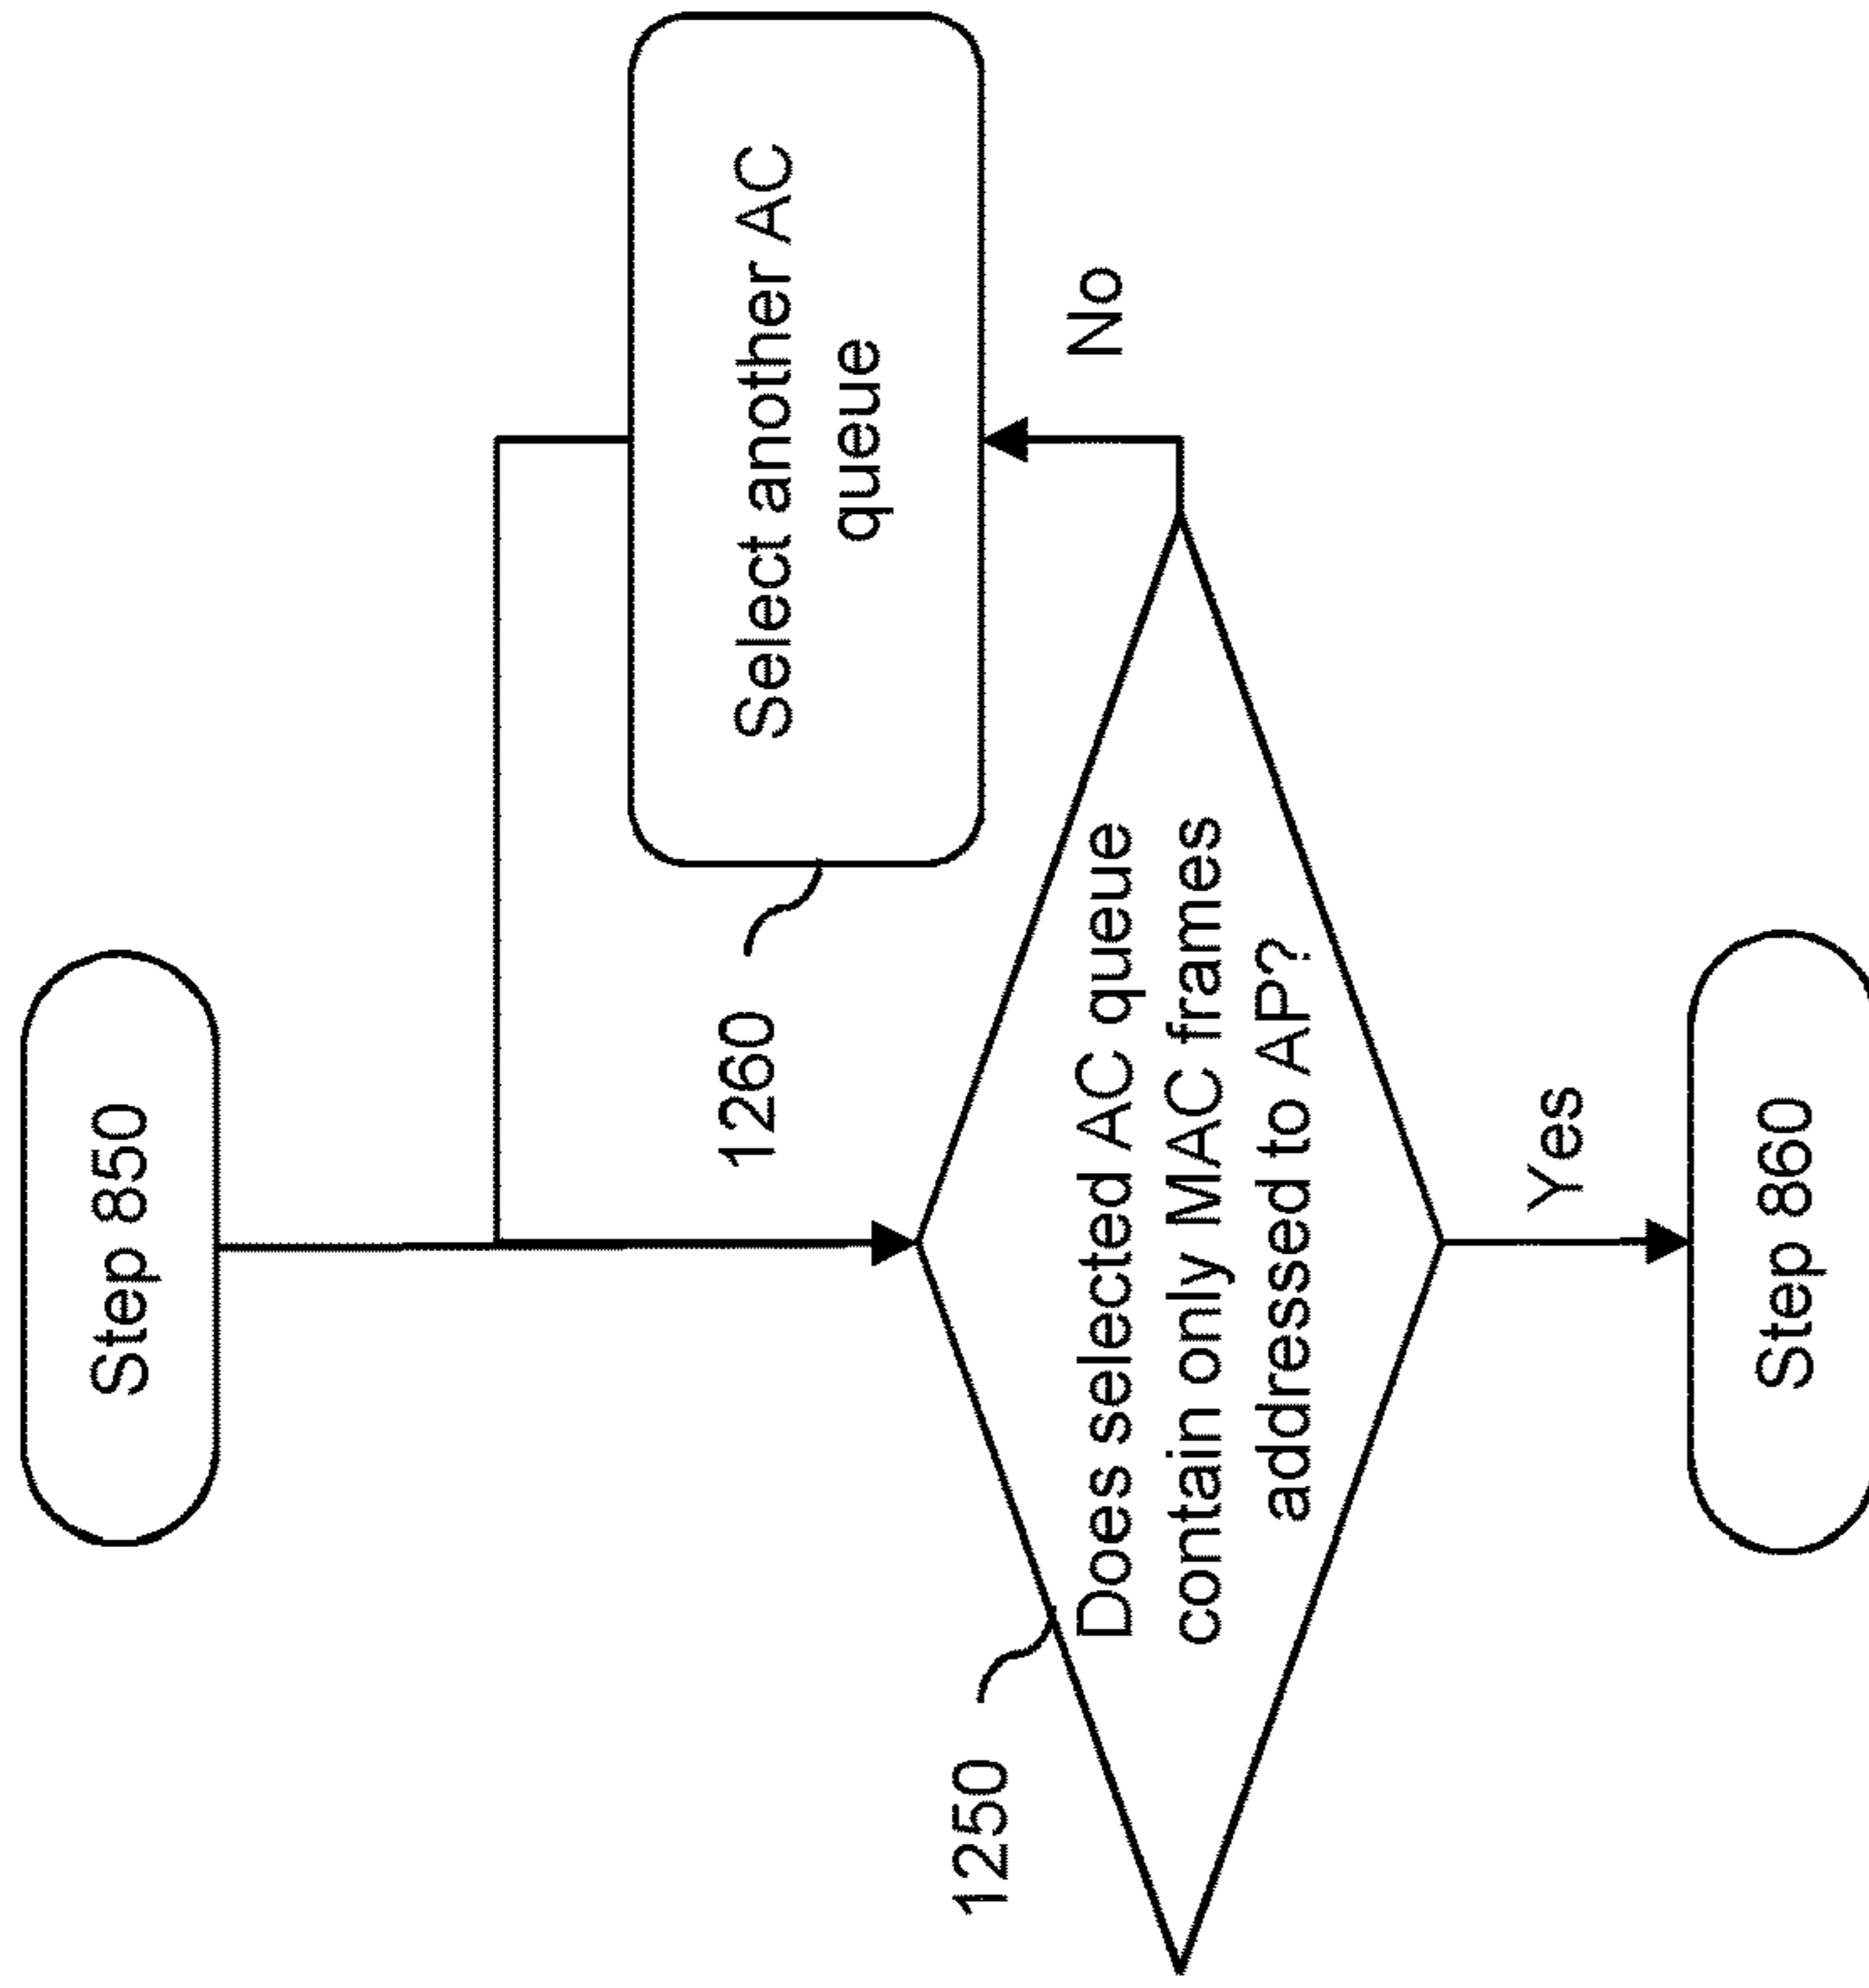 Step 850
Select another AC
queue
1260
No
1250
Does selected AC queue
contain only MAC frames
addressed to AP?
Yes
Step 860